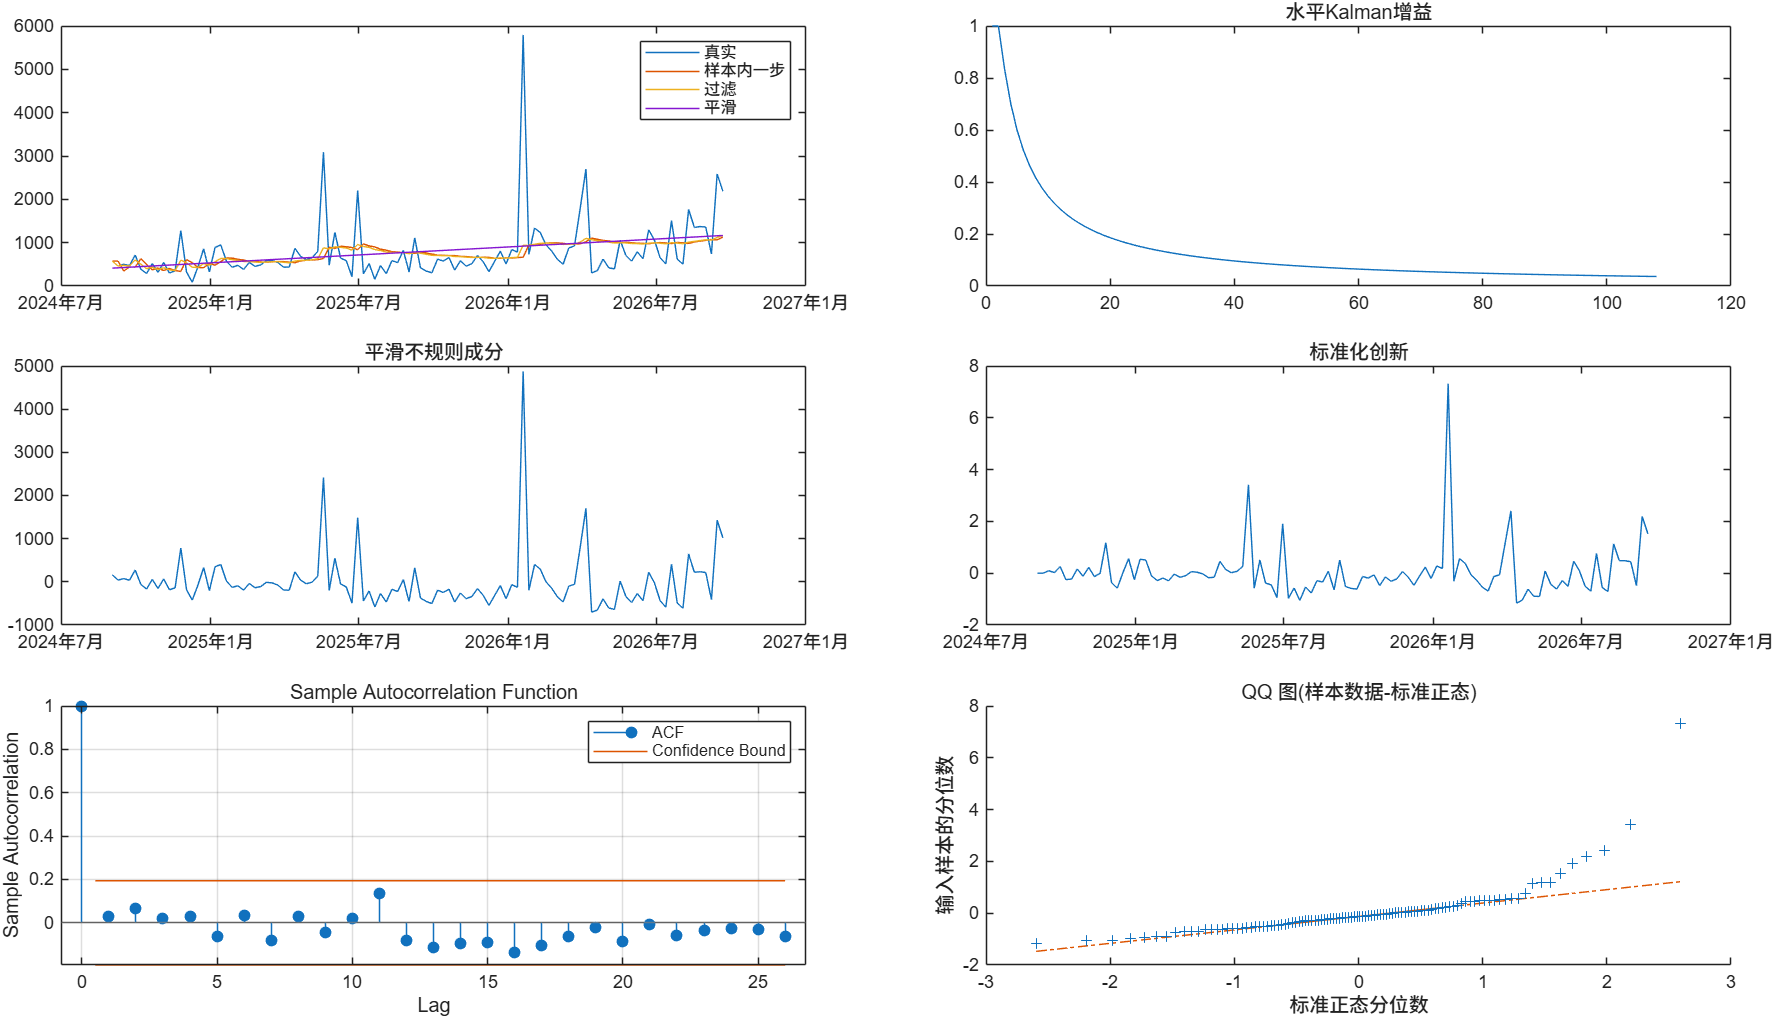 6000
5000
4000
3000
2000
1000
0
2024年7月 2025年1月 2025年7月 2026年1月 2026年7月 2027年1月
真实
样本内一步
过滤
平滑
水平Kalman增益
1
0.8
0.6
0.4
0.2
0
0 20 40 60 80 100 120
平滑不规则成分
5000
4000
3000
2000
1000
0
-1000
2024年7月 2025年1月 2025年7月 2026年1月 2026年7月 2027年1月
标准化创新
8
6
4
2
0
-2
2024年7月 2025年1月 2025年7月 2026年1月 2026年7月 2027年1月
Sample Autocorrelation Function
Sample Autocorrelation
1
0.8
0.6
0.4
0.2
0
ACF
Confidence Bound
0 5 10 15 20 25
Lag
QQ 图(样本数据-标准正态)
输入样本的分位数
8
6
4
2
0
-2
-3 -2 -1 0 1 2 3
标准正态分位数